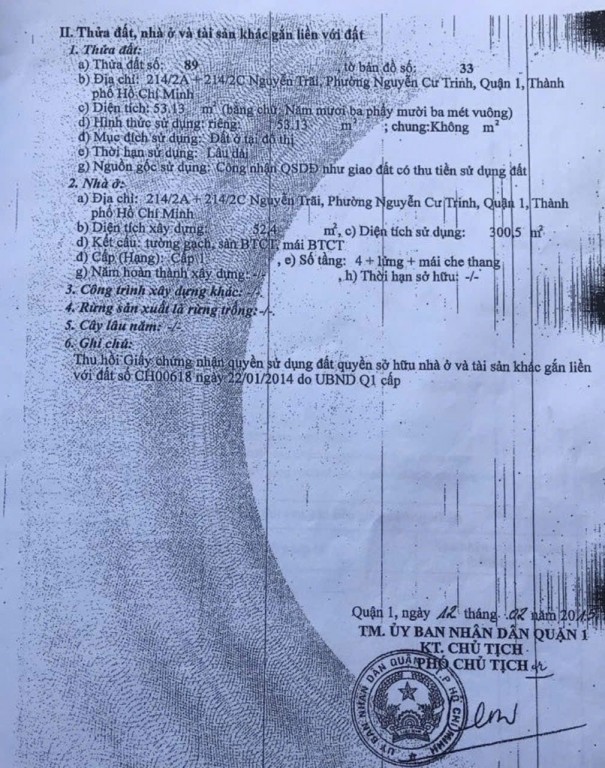 II. Thửa đất, nhà ở và tài sản khác gắn liền với đất
1. Thửa đất:
a) Thửa đất số: 89 tờ bản đồ số: 33
b) Địa chỉ: 214/2A + 214/2C Nguyễn Trãi, Phường Nguyễn Cư Trinh, Quận 1, Thành
phố Hồ Chí Minh
c) Diện tích: 53.13 m² (bằng chữ: Năm mươi ba phẩy mười ba mét vuông)
d) Hình thức sử dụng: riêng: 53.13 m² ; chung:Không m²
đ) Mục đích sử dụng: Đất ở tại đô thị
e) Thời hạn sử dụng: Lâu dài
g) Nguồn gốc sử dụng: Công nhận QSDĐ như giao đất có thu tiền sử dụng đất
2. Nhà ở:
a) Địa chỉ: 214/2A + 214/2C Nguyễn Trãi, Phường Nguyễn Cư Trinh, Quận 1, Thành
phố Hồ Chí Minh
b) Diện tích xây dựng: 52,4 m², c) Diện tích sử dụng: 300,5 m²
d) Kết cấu: tường gạch, sàn BTCT, mái BTCT
đ) Cấp (Hạng): Cấp 1 , e) Số tầng: 4 + lửng + mái che thang
g) Năm hoàn thành xây dựng: -/- , h) Thời hạn sở hữu: -/-
3. Công trình xây dựng khác: -/-
4. Rừng sản xuất là rừng trồng: -/-
5. Cây lâu năm: -/-
6. Ghi chú:
Thu hồi Giấy chứng nhận quyền sử dụng đất quyền sở hữu nhà ở và tài sản khác gắn liền
với đất số CH00618 ngày 22/01/2014 do UBND Q1 cấp
Quận 1, ngày 12 tháng 02 năm 2015
TM. ỦY BAN NHÂN DÂN QUẬN 1
KT. CHỦ TỊCH
PHÓ CHỦ TỊCH
ỦY BAN NHÂN DÂN QUẬN 1 T.P HỒ CHÍ MINH